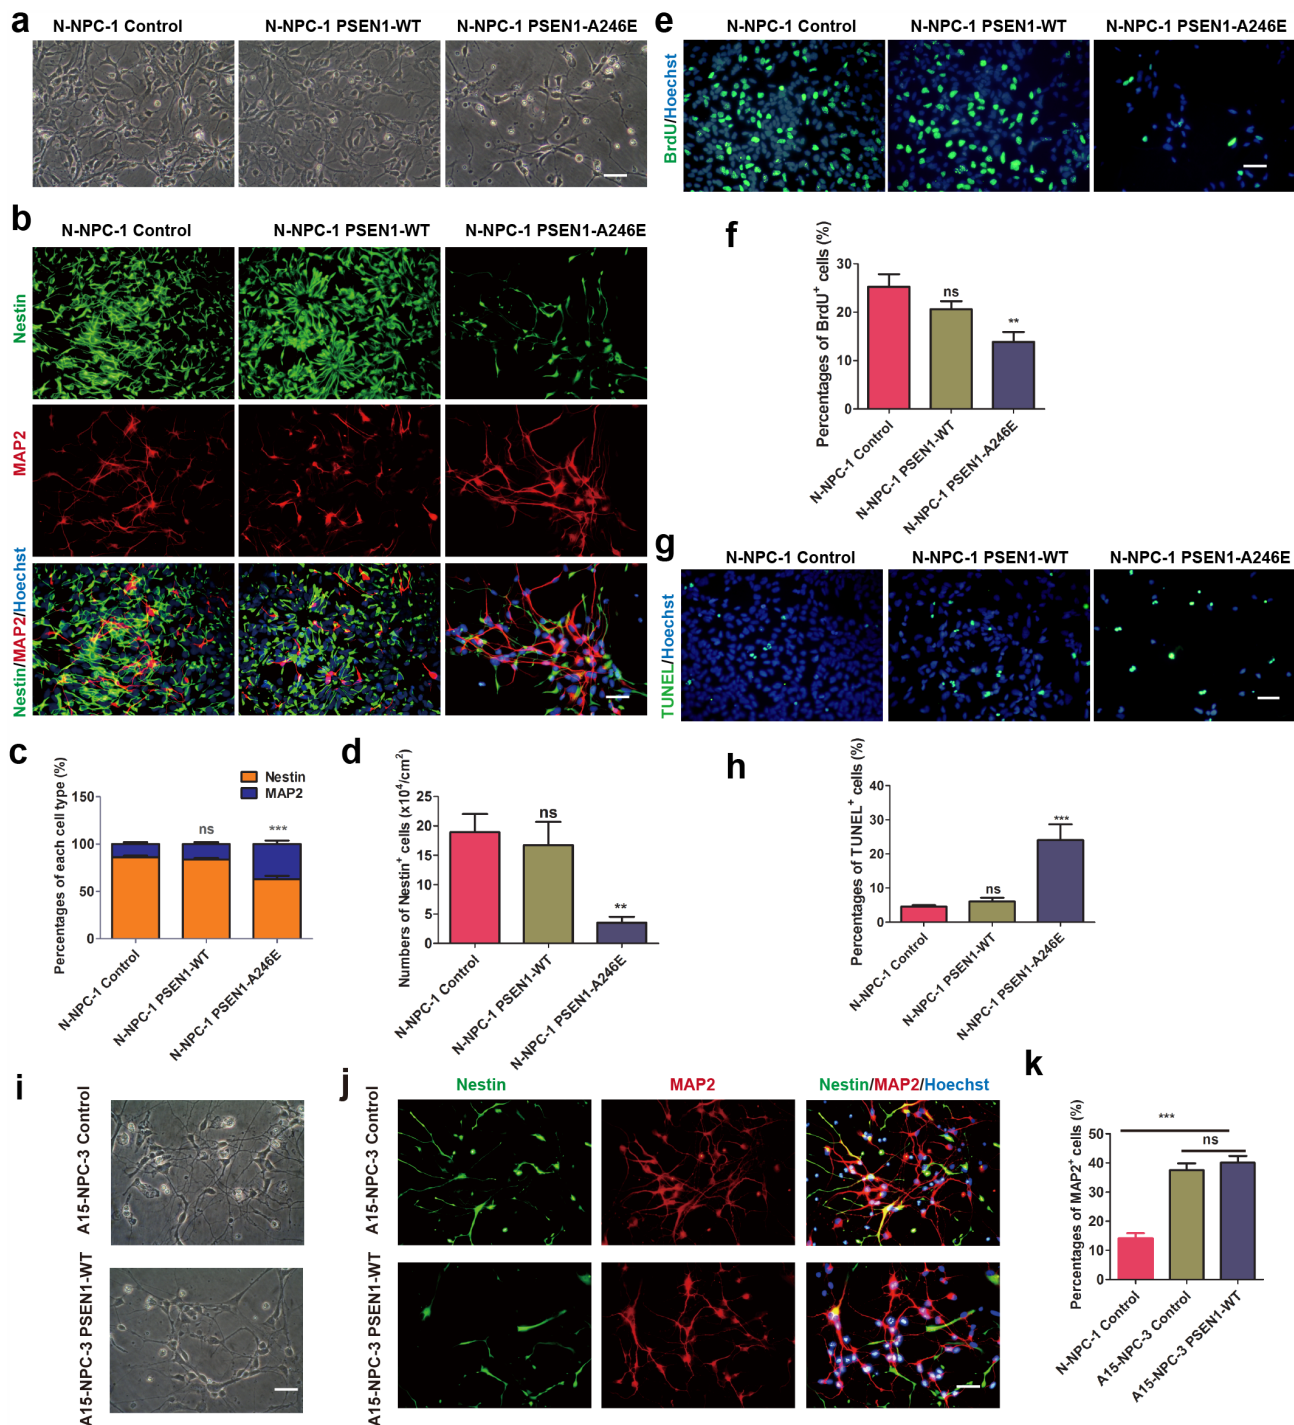 a
N-NPC-1 Control
N-NPC-1 PSEN1-WT
N-NPC-1 PSEN1-A246E
b
N-NPC-1 Control
N-NPC-1 PSEN1-WT
N-NPC-1 PSEN1-A246E
Nestin
MAP2
Nestin/MAP2/Hoechst
c
Percentages of each cell type (%)
Nestin
MAP2
150
100
50
0
ns
***
N-NPC-1 Control
N-NPC-1 PSEN1-WT
N-NPC-1 PSEN1-A246E
d
Numbers of Nestin⁺ cells (x10⁴/cm²)
25
20
15
10
5
0
ns
**
N-NPC-1 Control
N-NPC-1 PSEN1-WT
N-NPC-1 PSEN1-A246E
e
N-NPC-1 Control
N-NPC-1 PSEN1-WT
N-NPC-1 PSEN1-A246E
BrdU/Hoechst
f
Percentages of BrdU⁺ cells (%)
30
20
10
0
ns
**
N-NPC-1 Control
N-NPC-1 PSEN1-WT
N-NPC-1 PSEN1-A246E
g
N-NPC-1 Control
N-NPC-1 PSEN1-WT
N-NPC-1 PSEN1-A246E
TUNEL/Hoechst
h
Percentages of TUNEL⁺ cells (%)
40
30
20
10
0
ns
***
N-NPC-1 Control
N-NPC-1 PSEN1-WT
N-NPC-1 PSEN1-A246E
i
A15-NPC-3 Control
A15-NPC-3 PSEN1-WT
j
Nestin
MAP2
Nestin/MAP2/Hoechst
A15-NPC-3 Control
A15-NPC-3 PSEN1-WT
k
Percentages of MAP2⁺ cells (%)
50
40
30
20
10
0
***
ns
N-NPC-1 Control
A15-NPC-3 Control
A15-NPC-3 PSEN1-WT